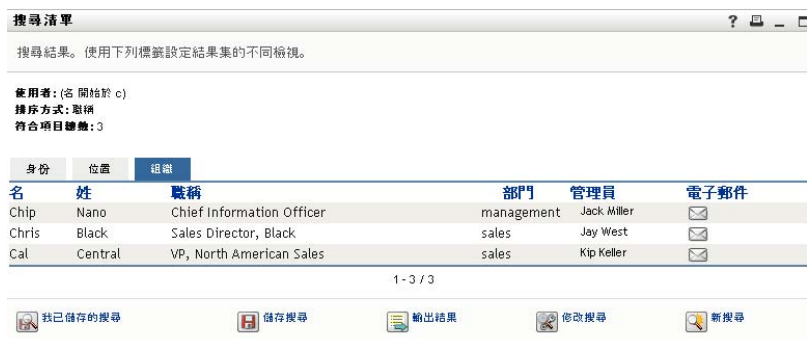 搜尋清單 ?
搜尋結果。使用下列標籤設定結果集的不同檢視。
使用者: (名 開始於 c)
排序方式: 職稱
符合項目總數: 3
身份 位置 組織
名 姓 職稱 部門 管理員 電子郵件
Chip Nano Chief Information Officer management Jack Miller
Chris Black Sales Director, Black sales Jay West
Cal Central VP, North American Sales sales Kip Keller
1 - 3 / 3
我已儲存的搜尋 儲存搜尋 輸出結果 修改搜尋 新搜尋